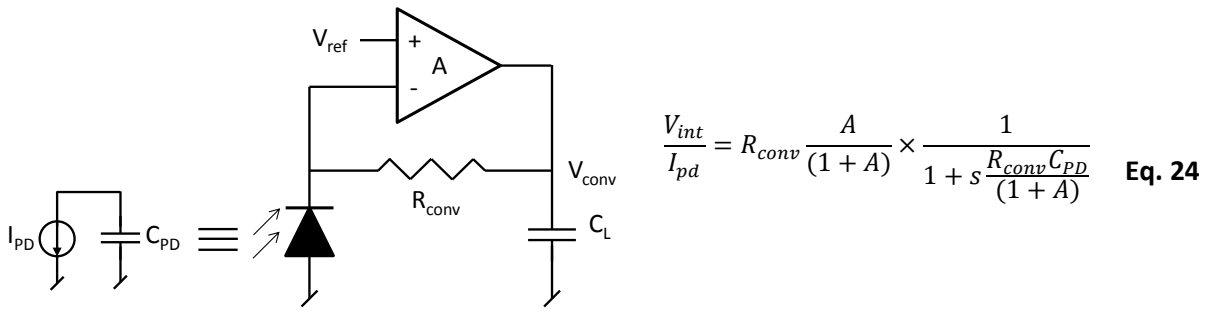 V_ref
+
A
-
V_conv
R_conv
C_L
I_PD
C_PD
V_int/I_pd = R_conv A/(1 + A) × 1/(1 + s R_conv C_PD/(1 + A))
Eq. 24